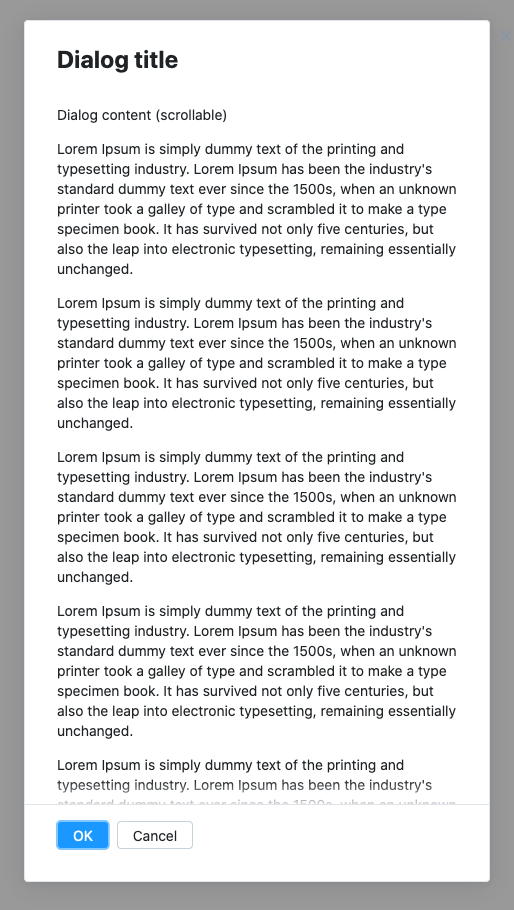 Dialog title
Dialog content (scrollable)
Lorem Ipsum is simply dummy text of the printing and
typesetting industry. Lorem Ipsum has been the industry's
standard dummy text ever since the 1500s, when an unknown
printer took a galley of type and scrambled it to make a type
specimen book. It has survived not only five centuries, but
also the leap into electronic typesetting, remaining essentially
unchanged.
Lorem Ipsum is simply dummy text of the printing and
typesetting industry. Lorem Ipsum has been the industry's
standard dummy text ever since the 1500s, when an unknown
printer took a galley of type and scrambled it to make a type
specimen book. It has survived not only five centuries, but
also the leap into electronic typesetting, remaining essentially
unchanged.
Lorem Ipsum is simply dummy text of the printing and
typesetting industry. Lorem Ipsum has been the industry's
standard dummy text ever since the 1500s, when an unknown
printer took a galley of type and scrambled it to make a type
specimen book. It has survived not only five centuries, but
also the leap into electronic typesetting, remaining essentially
unchanged.
Lorem Ipsum is simply dummy text of the printing and
typesetting industry. Lorem Ipsum has been the industry's
standard dummy text ever since the 1500s, when an unknown
printer took a galley of type and scrambled it to make a type
specimen book. It has survived not only five centuries, but
also the leap into electronic typesetting, remaining essentially
unchanged.
Lorem Ipsum is simply dummy text of the printing and
typesetting industry. Lorem Ipsum has been the industry's
standard dummy text ever since the 1500s, when an unknown
OK
Cancel